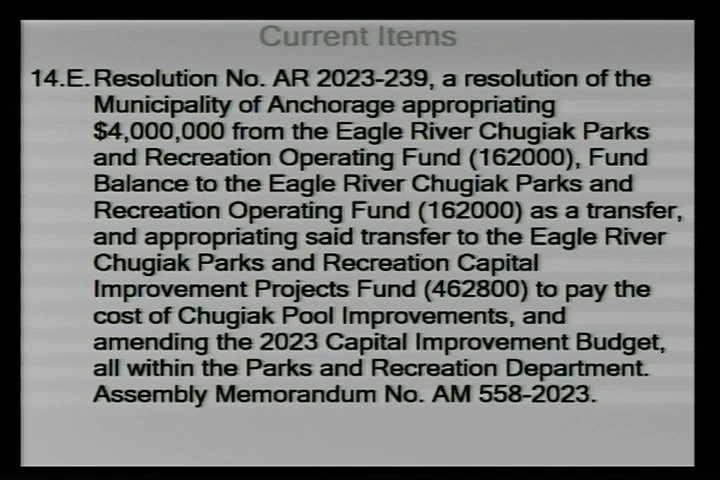 Current Items
14.E. Resolution No. AR 2023-239, a resolution of the
Municipality of Anchorage appropriating
$4,000,000 from the Eagle River Chugiak Parks
and Recreation Operating Fund (162000), Fund
Balance to the Eagle River Chugiak Parks and
Recreation Operating Fund (162000) as a transfer,
and appropriating said transfer to the Eagle River
Chugiak Parks and Recreation Capital
Improvement Projects Fund (462800) to pay the
cost of Chugiak Pool Improvements, and
amending the 2023 Capital Improvement Budget,
all within the Parks and Recreation Department.
Assembly Memorandum No. AM 558-2023.